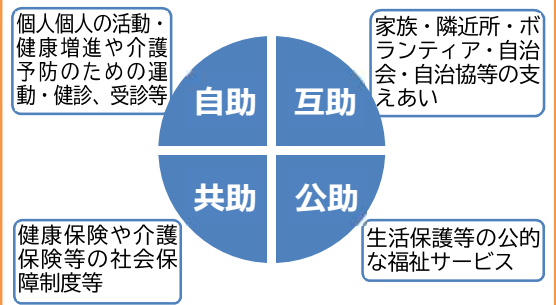 個人個人の活動・
健康増進や介護
予防のための運
動・健診、受診等
家族・隣近所・ボ
ランティア・自治
会・自治協等の支
えあい
自助
互助
共助
公助
健康保険や介護
保険等の社会保
障制度等
生活保護等の公的
な福祉サービス